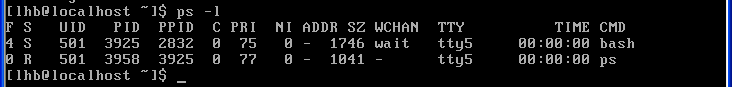 [lhb@localhost ~]$ ps -l
F S   UID   PID  PPID  C PRI  NI ADDR SZ WCHAN  TTY          TIME CMD
4 S   501  3925  2832  0  75   0 -  1746 wait   tty5     00:00:00 bash
0 R   501  3958  3925  0  77   0 -  1041 -      tty5     00:00:00 ps
[lhb@localhost ~]$ _